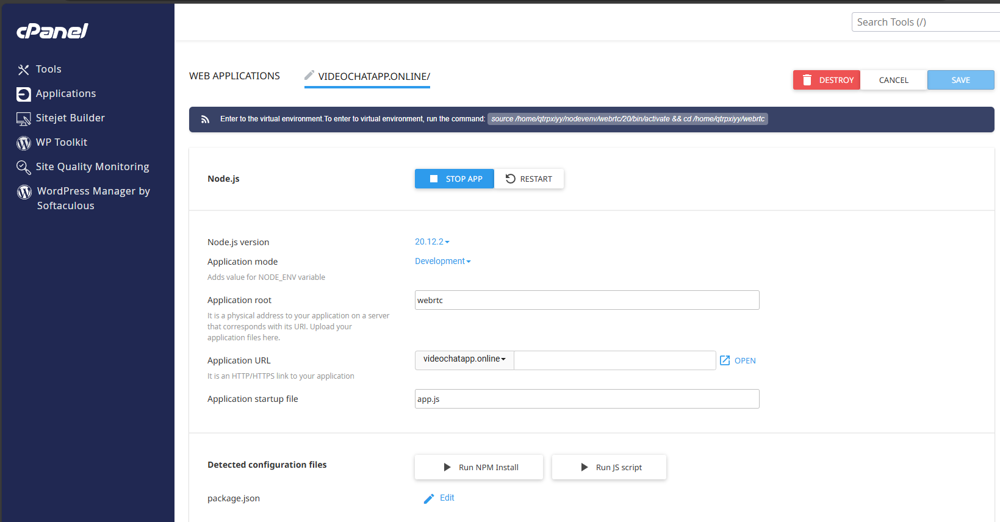 cPanel
Search Tools (/)
Tools
Applications
Sitejet Builder
WP Toolkit
Site Quality Monitoring
WordPress Manager by
Softaculous
WEB APPLICATIONS
VIDEOCHATAPP.ONLINE/
DESTROY
CANCEL
SAVE
Enter to the virtual environment.To enter to virtual environment, run the command: source /home/qtrpxiyy/nodevenv/webrtc/20/bin/activate && cd /home/qtrpxiyy/webrtc
Node.js
STOP APP
RESTART
Node.js version
20.12.2
Application mode
Development
Adds value for NODE_ENV variable
Application root
webrtc
It is a physical address to your application on a server
that corresponds with its URI. Upload your
application files here.
Application URL
videochatapp.online
OPEN
It is an HTTP/HTTPS link to your application
Application startup file
app.js
Detected configuration files
Run NPM Install
Run JS script
package.json
Edit